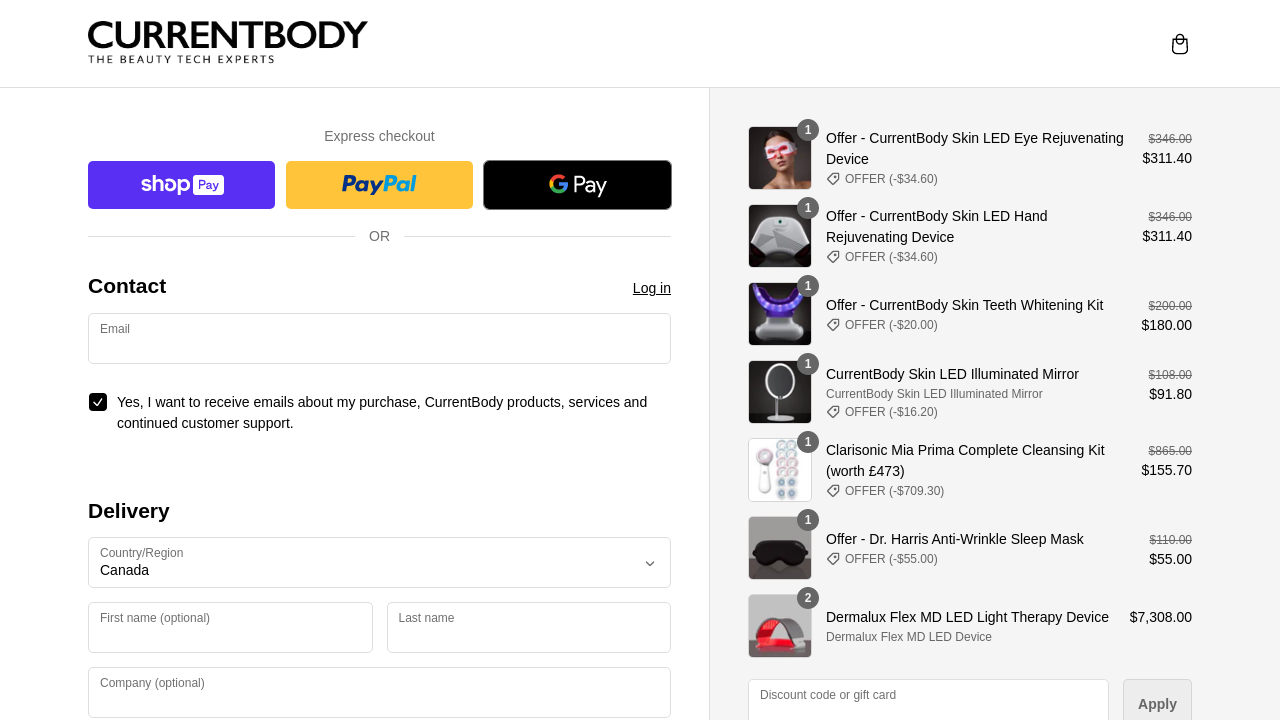 CURRENTBODY
THE BEAUTY TECH EXPERTS
Express checkout
shop Pay
PayPal
G Pay
OR
Contact
Log in
Email
Yes, I want to receive emails about my purchase, CurrentBody products, services and
continued customer support.
Delivery
Country/Region
Canada
First name (optional)
Last name
Company (optional)
1
Offer - CurrentBody Skin LED Eye Rejuvenating
Device
OFFER (-$34.60)
$346.00
$311.40
1
Offer - CurrentBody Skin LED Hand
Rejuvenating Device
OFFER (-$34.60)
$346.00
$311.40
1
Offer - CurrentBody Skin Teeth Whitening Kit
OFFER (-$20.00)
$200.00
$180.00
1
CurrentBody Skin LED Illuminated Mirror
CurrentBody Skin LED Illuminated Mirror
OFFER (-$16.20)
$108.00
$91.80
1
Clarisonic Mia Prima Complete Cleansing Kit
(worth £473)
OFFER (-$709.30)
$865.00
$155.70
1
Offer - Dr. Harris Anti-Wrinkle Sleep Mask
OFFER (-$55.00)
$110.00
$55.00
2
Dermalux Flex MD LED Light Therapy Device
Dermalux Flex MD LED Device
$7,308.00
Discount code or gift card
Apply